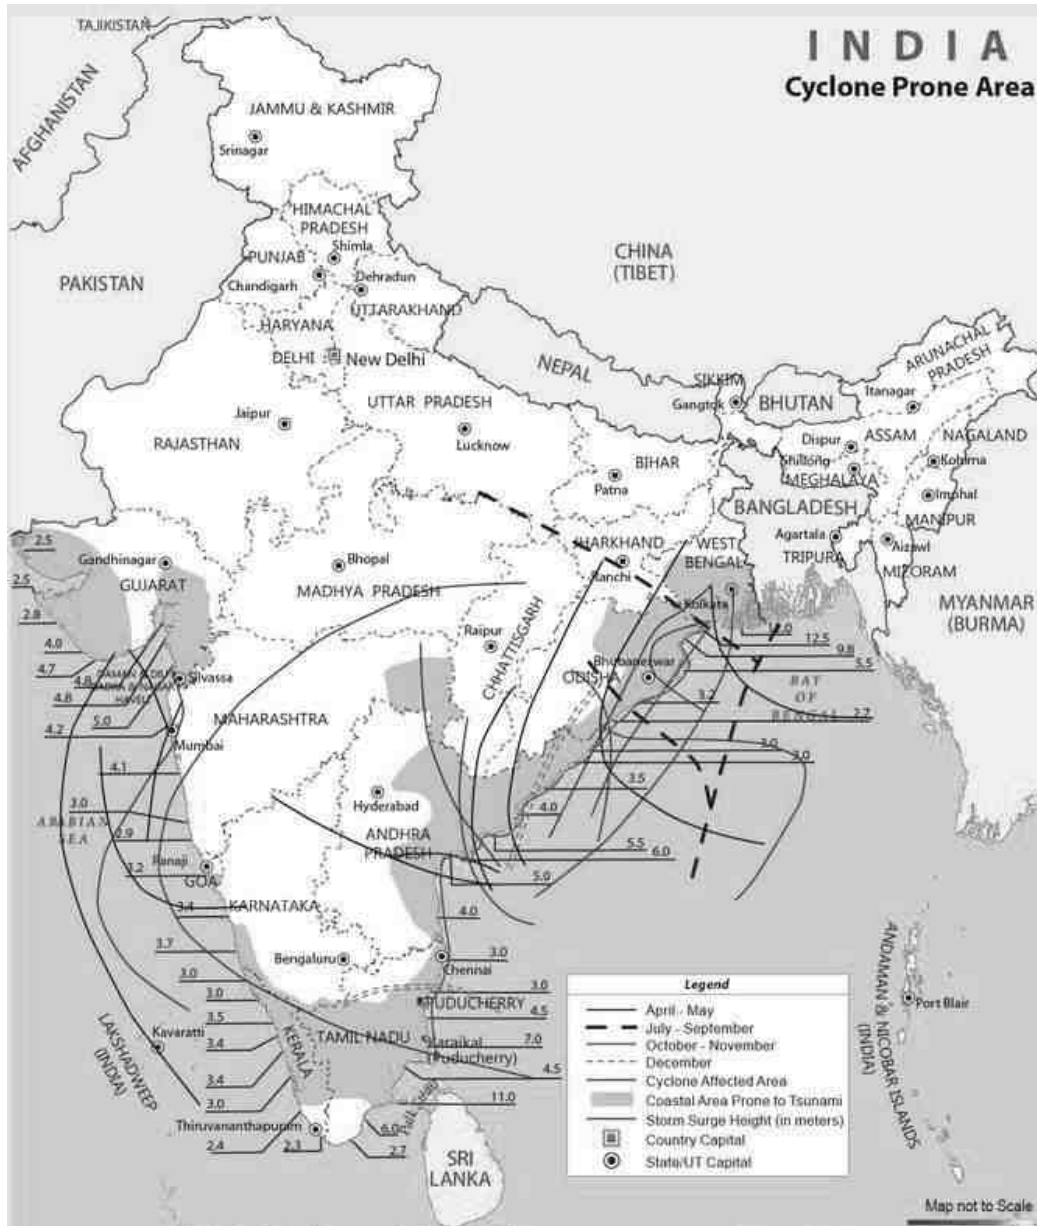 INDIA
Cyclone Prone Area
TAJIKISTAN
AFGHANISTAN
JAMMU & KASHMIR
Srinagar
HIMACHAL
PRADESH
Shimla
PUNJAB
Chandigarh
Dehradun
UTTARAKHAND
CHINA
(TIBET)
PAKISTAN
HARYANA
DELHI
New Delhi
NEPAL
SIKKIM
Gangtok
BHUTAN
ARUNACHAL
PRADESH
Itanagar
UTTAR PRADESH
Jaipur
Lucknow
RAJASTHAN
Dispur
ASSAM
NAGALAND
BIHAR
Shillong
Kohima
MEGHALAYA
Patna
Imphal
BANGLADESH
MANIPUR
2.5
Gandhinagar
Bhopal
JHARKHAND
WEST
BENGAL
Agartala
TRIPURA
Aizawl
MIZORAM
2.5
GUJARAT
MADHYA PRADESH
Ranchi
Kolkata
MYANMAR
(BURMA)
2.8
Raipur
CHHATTISGARH
12.5
4.0
9.8
4.7
Bhubaneswar
5.5
4.8
Silvassa
ODISHA
BAY
OF
BENGAL
4.8
3.2
5.0
MAHARASHTRA
2.7
4.2
Mumbai
3.0
3.0
4.1
3.5
3.0
Hyderabad
4.0
ARABIAN
SEA
2.9
ANDHRA
PRADESH
5.5
Panaji
6.0
GOA
3.2
5.0
3.4
KARNATAKA
4.0
3.7
Bengaluru
Chennai
3.0
3.0
3.0
PUDUCHERRY
3.0
4.5
3.5
TAMIL NADU
Karaikal
(Puducherry)
7.0
Kavaratti
3.4
KERALA
LAKSHADWEEP
(INDIA)
3.4
4.5
3.0
11.0
Thiruvananthapuram
6.0
2.4
2.3
2.7
SRI
LANKA
ANDAMAN & NICOBAR ISLANDS
(INDIA)
Port Blair
Legend
April - May
July - September
October - November
December
Cyclone Affected Area
Coastal Area Prone to Tsunami
Storm Surge Height (in meters)
Country Capital
State/UT Capital
Map not to Scale